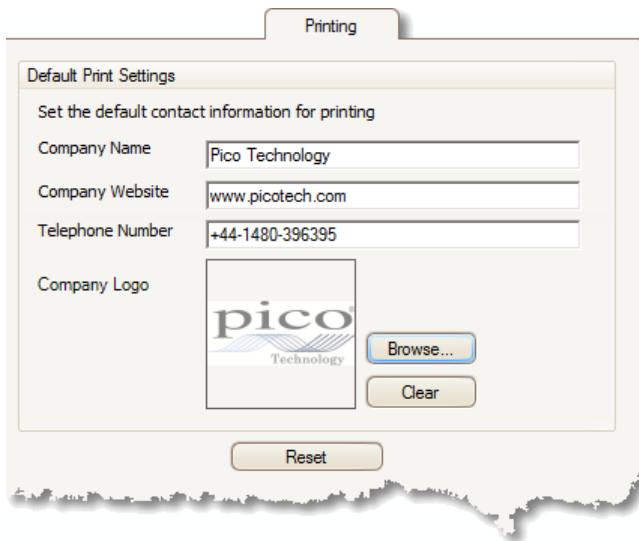 Printing
Default Print Settings
Set the default contact information for printing
Company Name
Pico Technology
Company Website
www.picotech.com
Telephone Number
+44-1480-396395
Company Logo
pico
Technology
Browse...
Clear
Reset